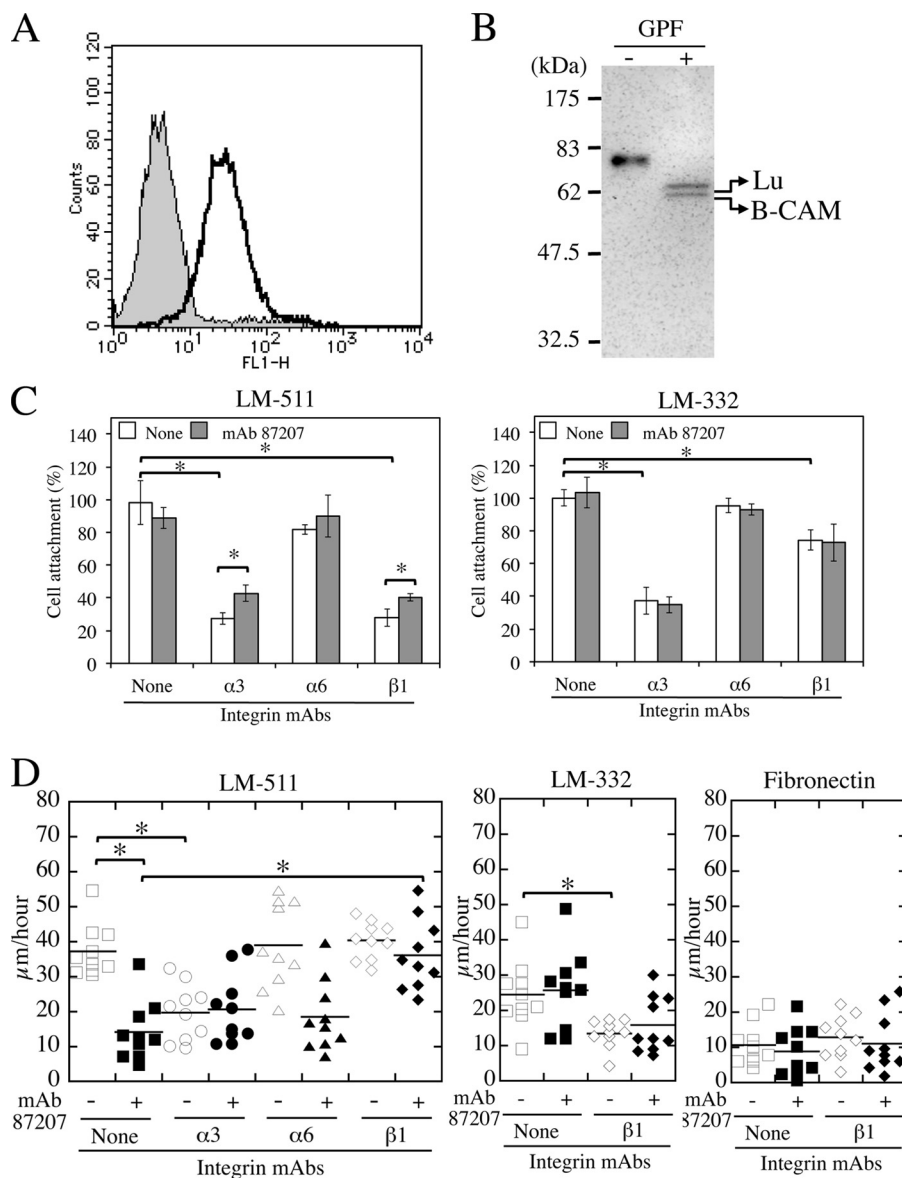 A
120
100
80
60
40
20
0
Counts
10^0 10^1 10^2 10^3 10^4
FL1-H
B
GPF
(kDa) - +
175
83
62
47.5
32.5
Lu
B-CAM
C
LM-511
None mAb 87207
Cell attachment (%)
140
120
100
80
60
40
20
0
* * * *
None α3 α6 β1
Integrin mAbs
LM-332
None mAb 87207
Cell attachment (%)
140
120
100
80
60
40
20
0
* *
None α3 α6 β1
Integrin mAbs
D
LM-511
µm/hour
80
70
60
50
40
30
20
10
0
* * *
mAb 87207 - + - + - + - +
None α3 α6 β1
Integrin mAbs
LM-332
µm/hour
80
70
60
50
40
30
20
10
0
*
mAb 87207 - + - +
None β1
Integrin mAbs
Fibronectin
µm/hour
80
70
60
50
40
30
20
10
0
mAb 87207 - + - +
None β1
Integrin mAbs